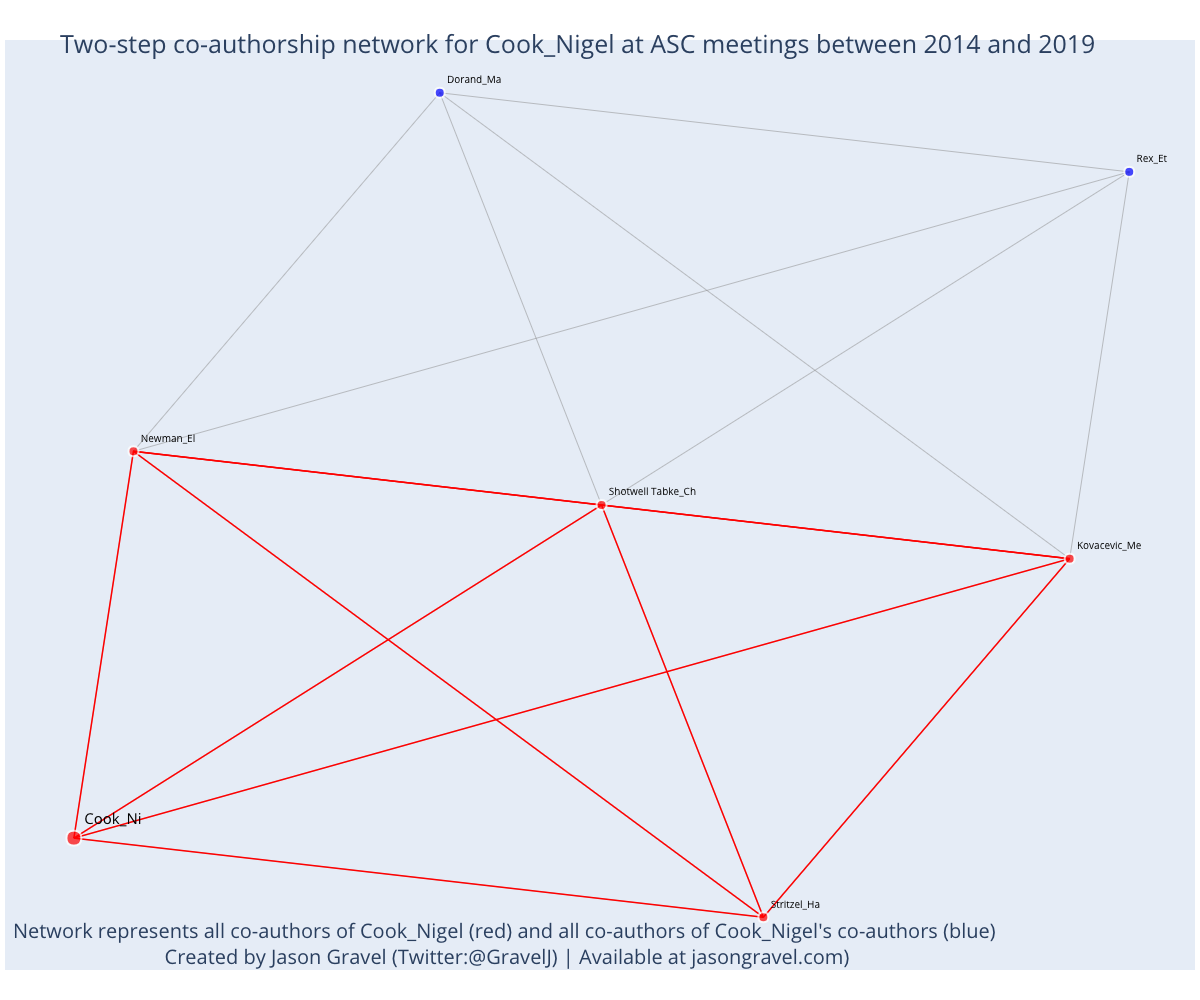 Two-step co-authorship network for Cook_Nigel at ASC meetings between 2014 and 2019
Dorand_Ma
Rex_Et
Newman_El
Shotwell Tabke_Ch
Kovacevic_Me
Cook_Ni
Stritzel_Ha
Network represents all co-authors of Cook_Nigel (red) and all co-authors of Cook_Nigel's co-authors (blue)
Created by Jason Gravel (Twitter:@GravelJ) | Available at jasongravel.com)